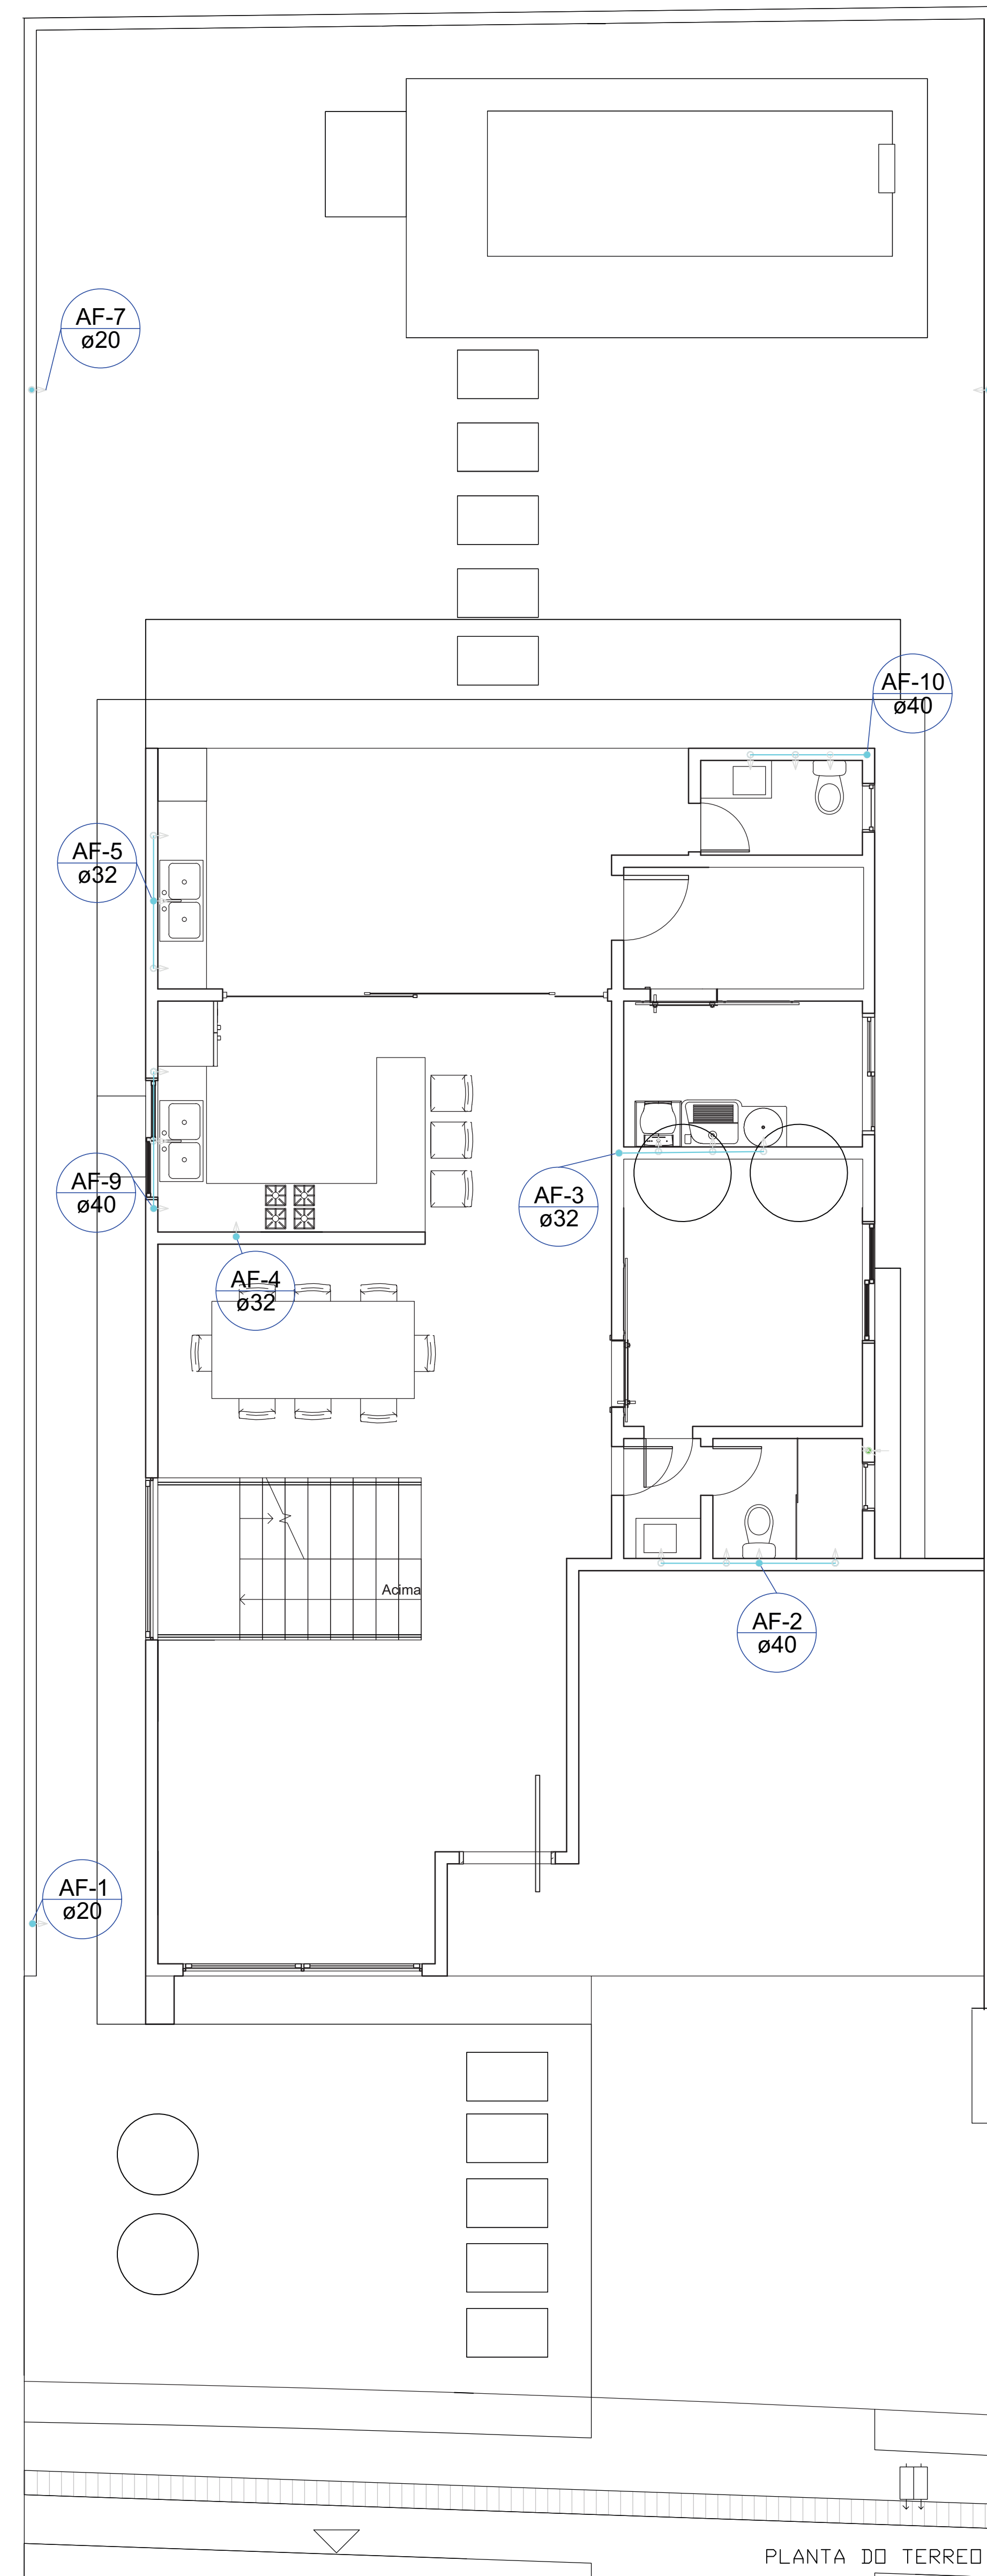 AF-7
ø20
AF-10
ø40
AF-5
ø32
AF-9
ø40
AF-3
ø32
AF-4
ø32
Acima
AF-2
ø40
AF-1
ø20
PLANTA DO TERREO